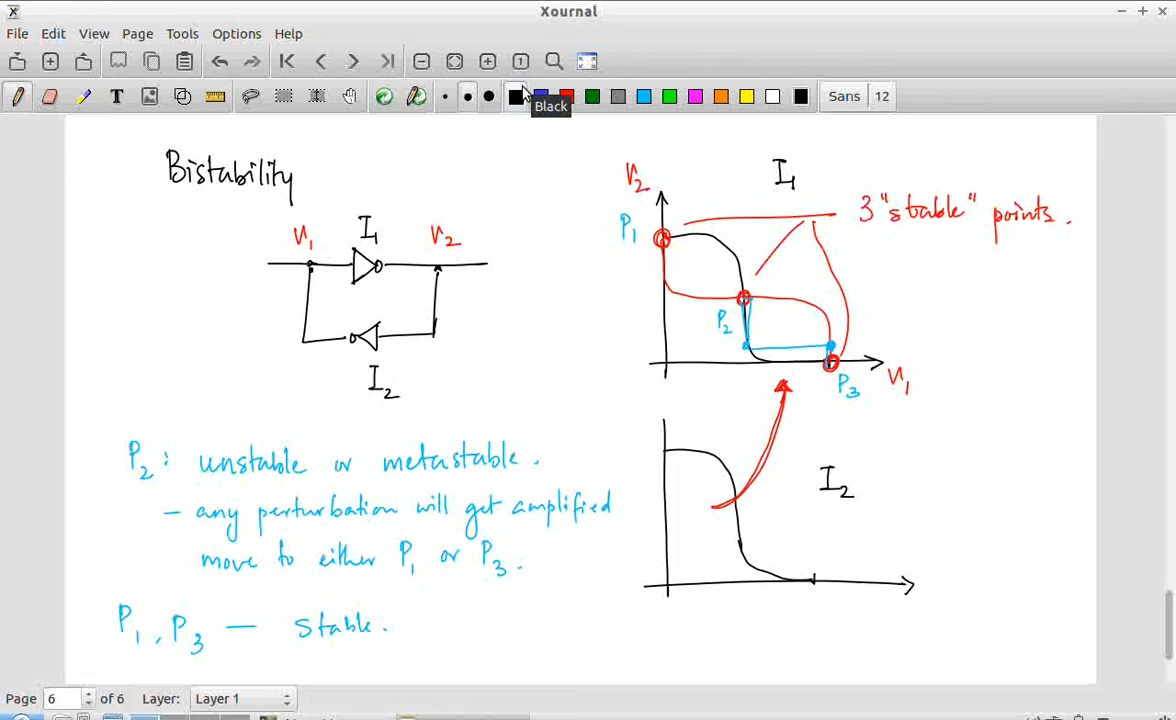 Xournal
File Edit View Page Tools Options Help
Sans 12
Black
Bistability
V1 I1 V2
I2
V2 I1
P1 3 "stable" points.
P2
P3 V1
I2
P2 : unstable or metastable.
- any perturbation will get amplified
move to either P1 or P3.
P1, P3 — stable.
Page 6 of 6 Layer: Layer 1